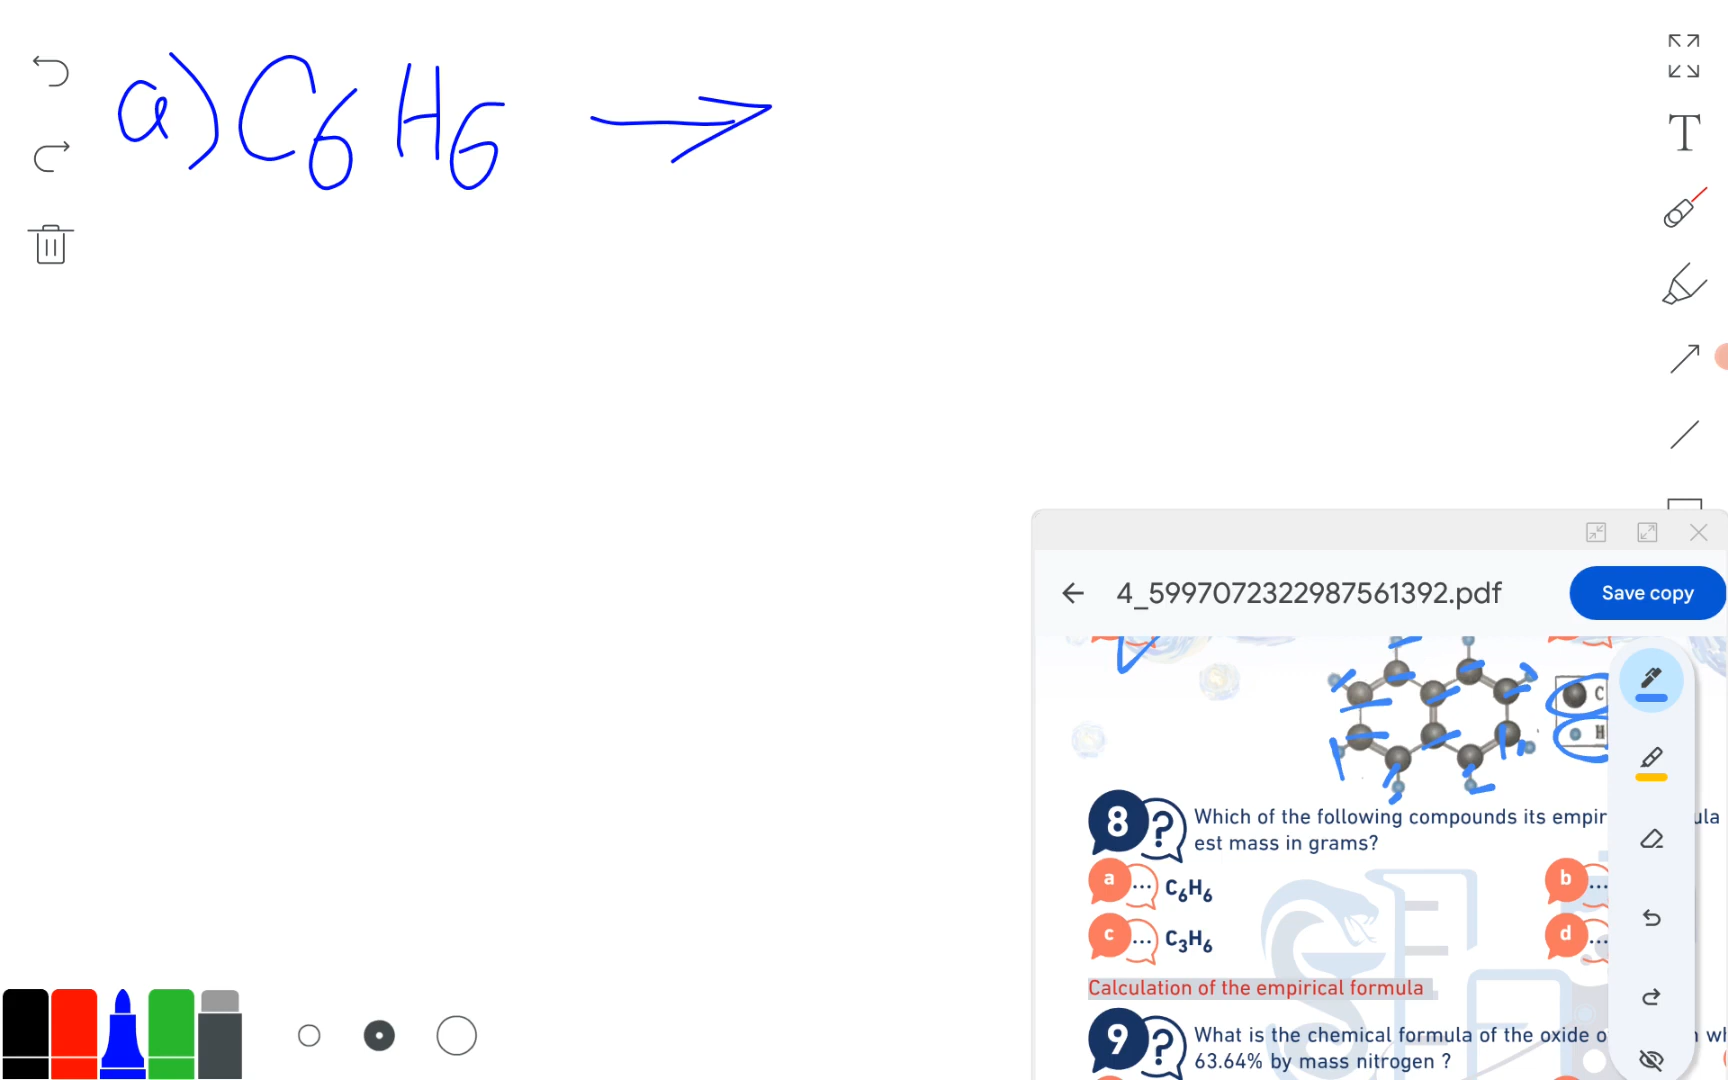 a) C6H6 →
T
4_5997072322987561392.pdf
Save copy
C
H
8 ? Which of the following compounds its empir ula
est mass in grams?
a ... C6H6
b ...
c ... C3H6
d ...
Calculation of the empirical formula
9 ? What is the chemical formula of the oxide o n wh
63.64% by mass nitrogen ?